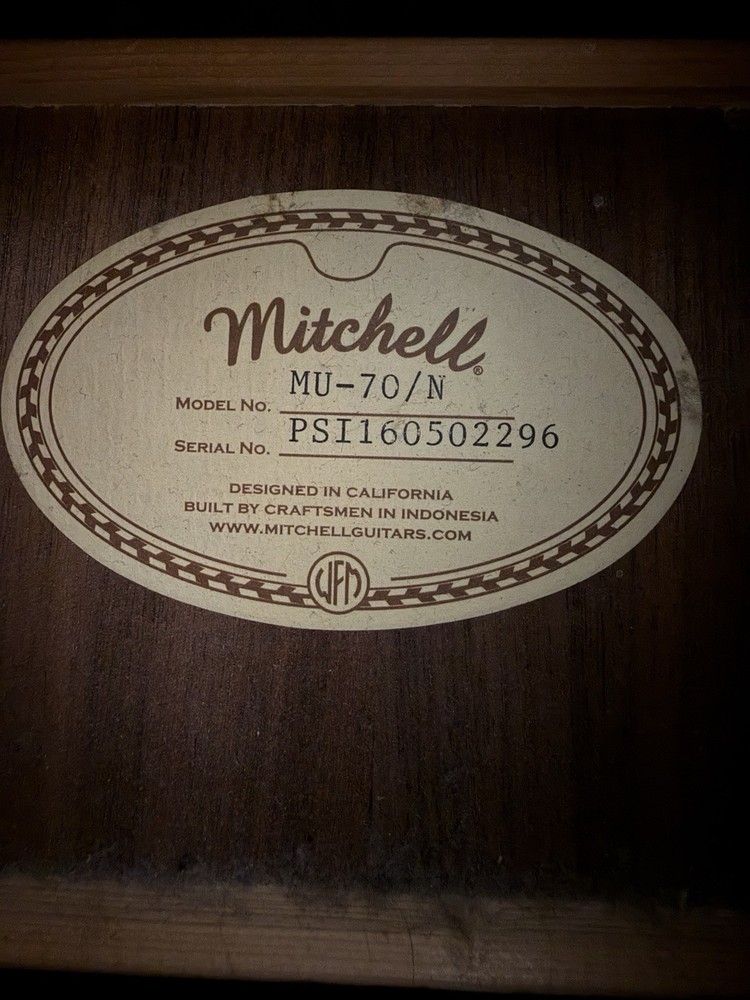 Mitchell®
MODEL NO. MU-70/N
SERIAL NO. PSI160502296
DESIGNED IN CALIFORNIA
BUILT BY CRAFTSMEN IN INDONESIA
WWW.MITCHELLGUITARS.COM
WFM